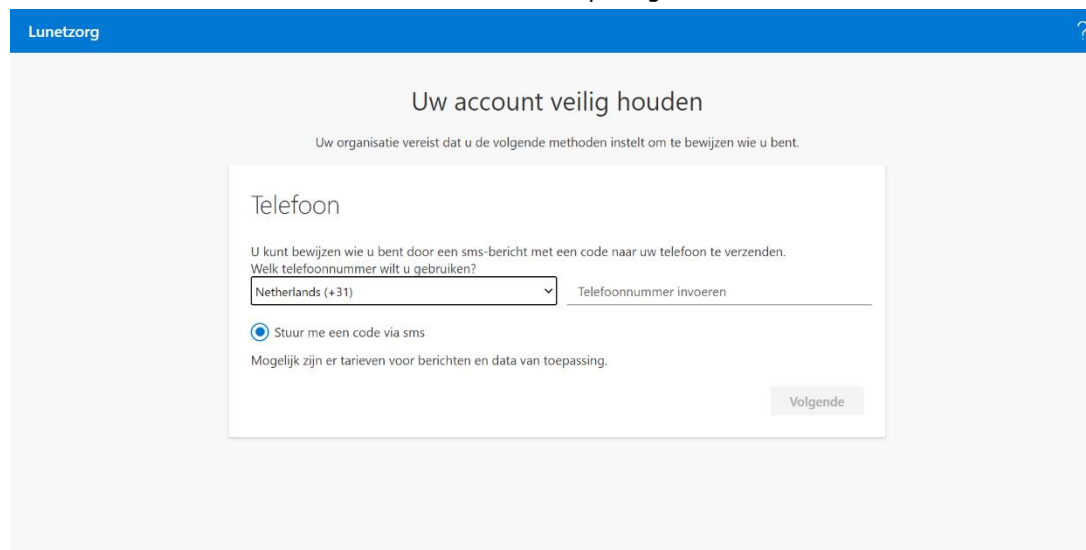 Lunetzorg
?
Uw account veilig houden
Uw organisatie vereist dat u de volgende methoden instelt om te bewijzen wie u bent.
Telefoon
U kunt bewijzen wie u bent door een sms-bericht met een code naar uw telefoon te verzenden.
Welk telefoonnummer wilt u gebruiken?
Netherlands (+31)
Telefoonnummer invoeren
Stuur me een code via sms
Mogelijk zijn er tarieven voor berichten en data van toepassing.
Volgende